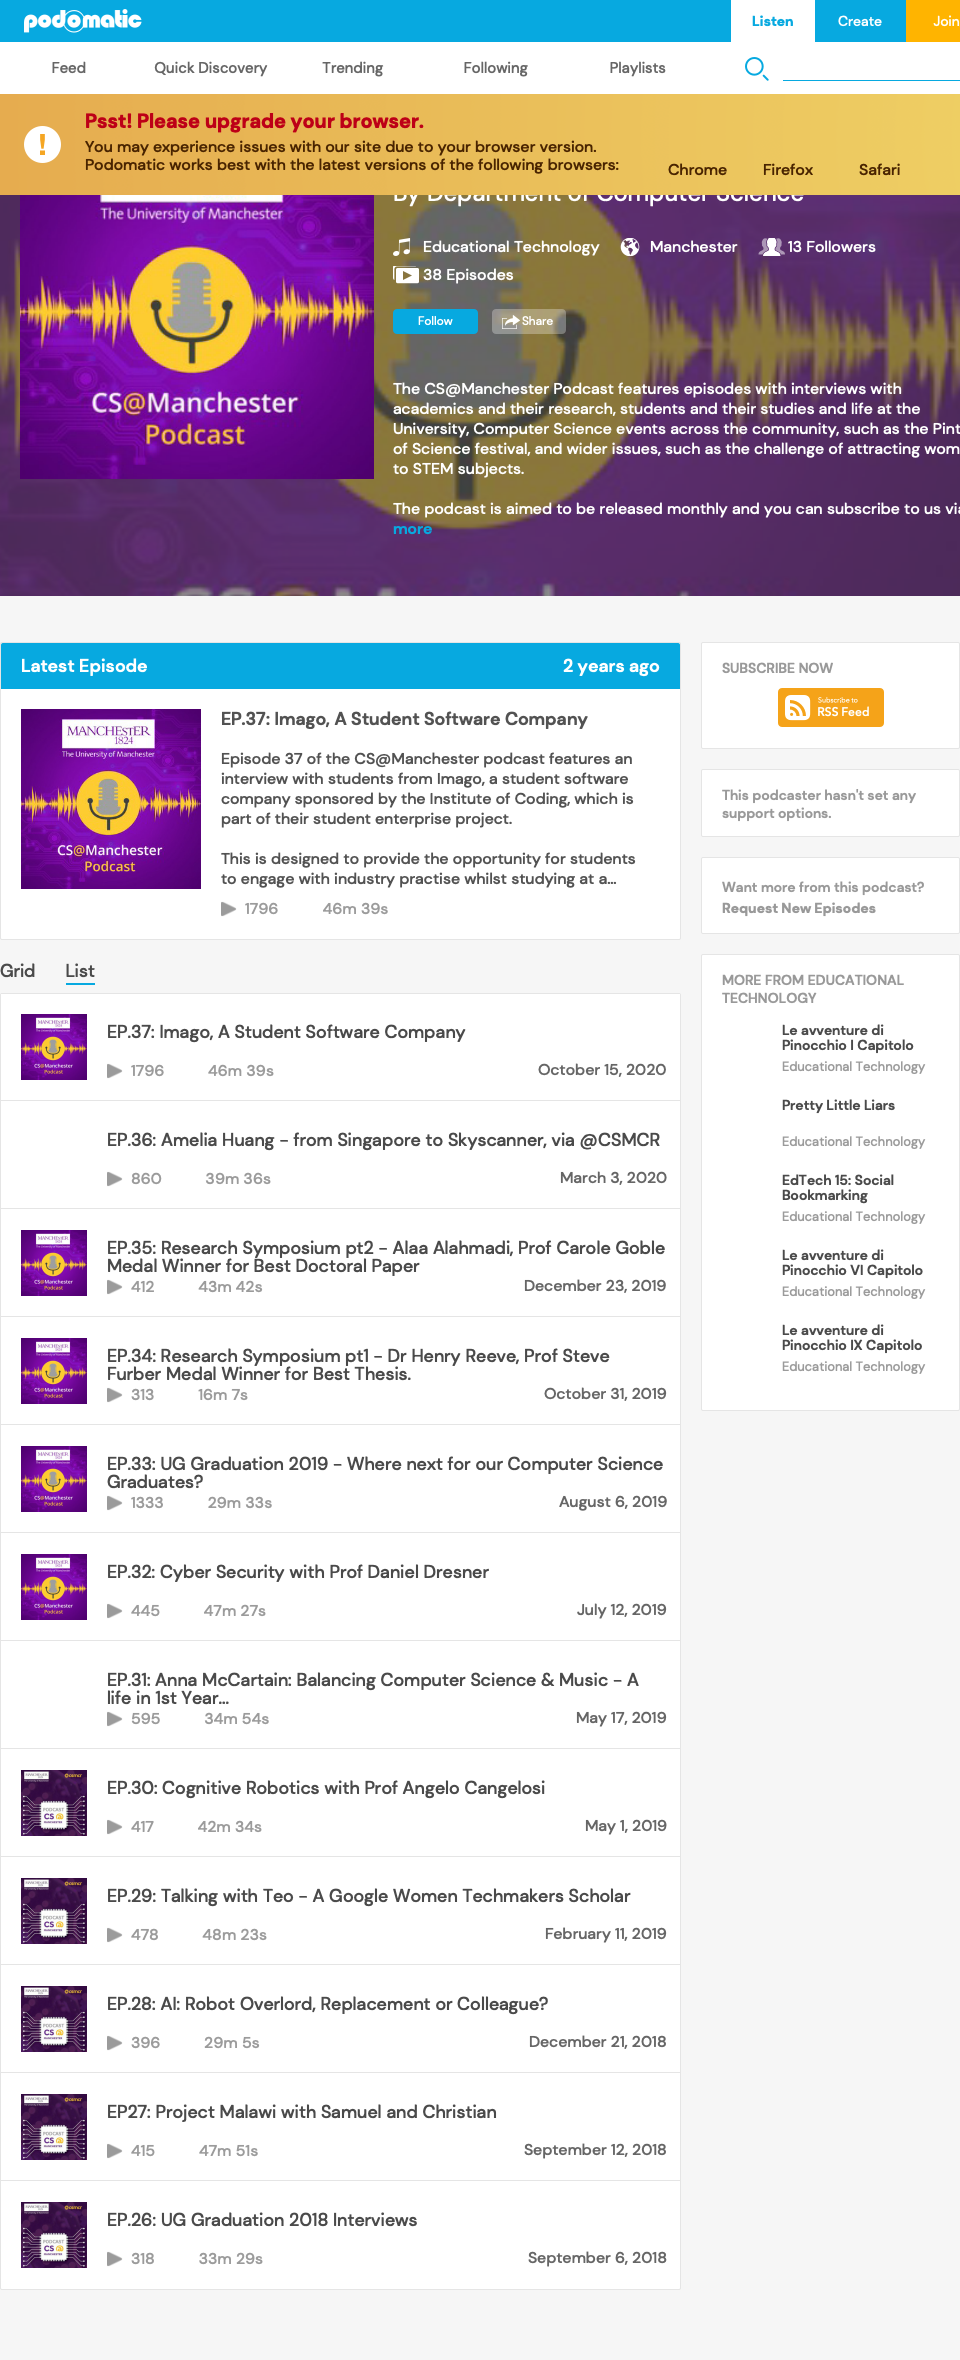 podomatic
Listen
Create
Join
Feed
Quick Discovery
Trending
Following
Playlists
Psst! Please upgrade your browser.
You may experience issues with our site due to your browser version.
Podomatic works best with the latest versions of the following browsers:
Chrome
Firefox
Safari
The University of Manchester
CS@Manchester
Podcast
By Department of Computer Science
Educational Technology
Manchester
13 Followers
38 Episodes
Follow
Share
The CS@Manchester Podcast features episodes with interviews with
academics and their research, students and their studies and life at the
University, Computer Science events across the community, such as the Pint
of Science festival, and wider issues, such as the challenge of attracting wom
to STEM subjects.
The podcast is aimed to be released monthly and you can subscribe to us via
more
Latest Episode
2 years ago
MANCHESTER
1824
The University of Manchester
CS@Manchester
Podcast
EP.37: Imago, A Student Software Company
Episode 37 of the CS@Manchester podcast features an
interview with students from Imago, a student software
company sponsored by the Institute of Coding, which is
part of their student enterprise project.
This is designed to provide the opportunity for students
to engage with industry practise whilst studying at a...
1796
46m 39s
SUBSCRIBE NOW
Subscribe to
RSS Feed
This podcaster hasn't set any
support options.
Want more from this podcast?
Request New Episodes
MORE FROM EDUCATIONAL
TECHNOLOGY
Le avventure di
Pinocchio I Capitolo
Educational Technology
Pretty Little Liars
Educational Technology
EdTech 15: Social
Bookmarking
Educational Technology
Le avventure di
Pinocchio VI Capitolo
Educational Technology
Le avventure di
Pinocchio IX Capitolo
Educational Technology
Grid
List
EP.37: Imago, A Student Software Company
1796
46m 39s
October 15, 2020
EP.36: Amelia Huang - from Singapore to Skyscanner, via @CSMCR
860
39m 36s
March 3, 2020
EP.35: Research Symposium pt2 - Alaa Alahmadi, Prof Carole Goble
Medal Winner for Best Doctoral Paper
412
43m 42s
December 23, 2019
EP.34: Research Symposium pt1 - Dr Henry Reeve, Prof Steve
Furber Medal Winner for Best Thesis.
313
16m 7s
October 31, 2019
EP.33: UG Graduation 2019 - Where next for our Computer Science
Graduates?
1333
29m 33s
August 6, 2019
EP.32: Cyber Security with Prof Daniel Dresner
445
47m 27s
July 12, 2019
EP.31: Anna McCartain: Balancing Computer Science & Music - A
life in 1st Year...
595
34m 54s
May 17, 2019
EP.30: Cognitive Robotics with Prof Angelo Cangelosi
417
42m 34s
May 1, 2019
EP.29: Talking with Teo - A Google Women Techmakers Scholar
478
48m 23s
February 11, 2019
EP.28: AI: Robot Overlord, Replacement or Colleague?
396
29m 5s
December 21, 2018
EP27: Project Malawi with Samuel and Christian
415
47m 51s
September 12, 2018
EP.26: UG Graduation 2018 Interviews
318
33m 29s
September 6, 2018